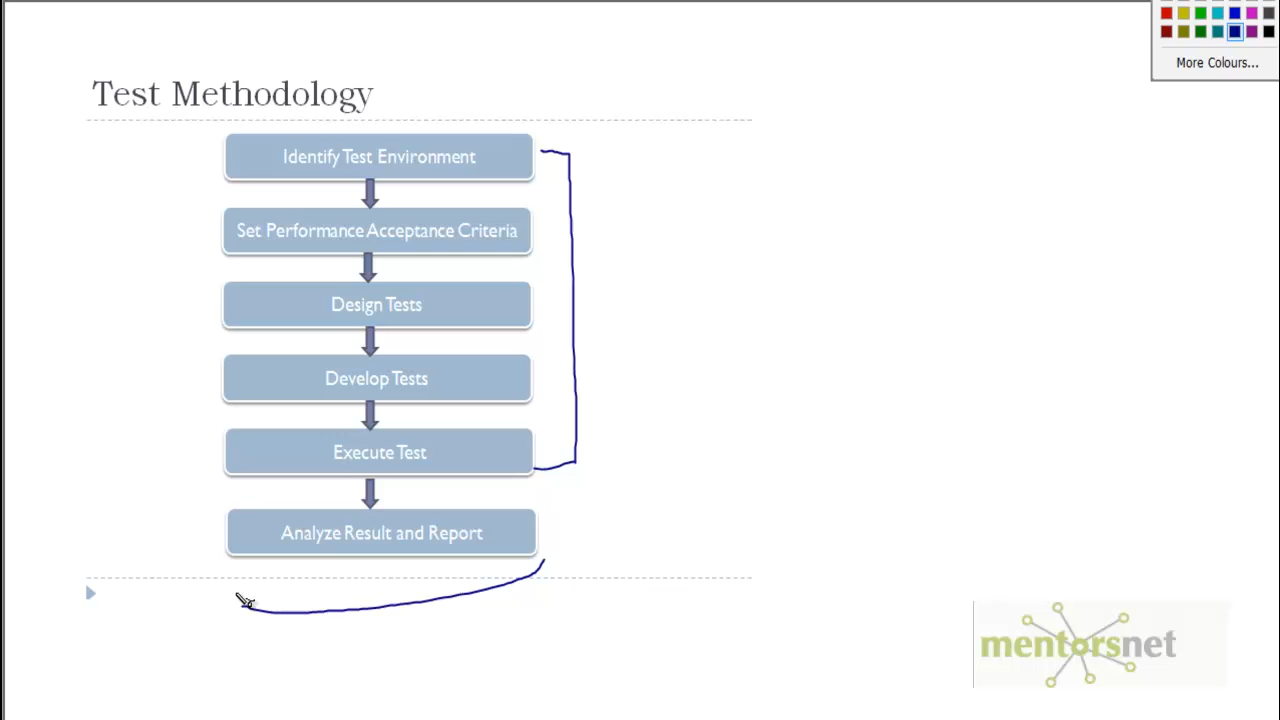 More Colours...
Test Methodology
Identify Test Environment
Set Performance Acceptance Criteria
Design Tests
Develop Tests
Execute Test
Analyze Result and Report
mentorsnet